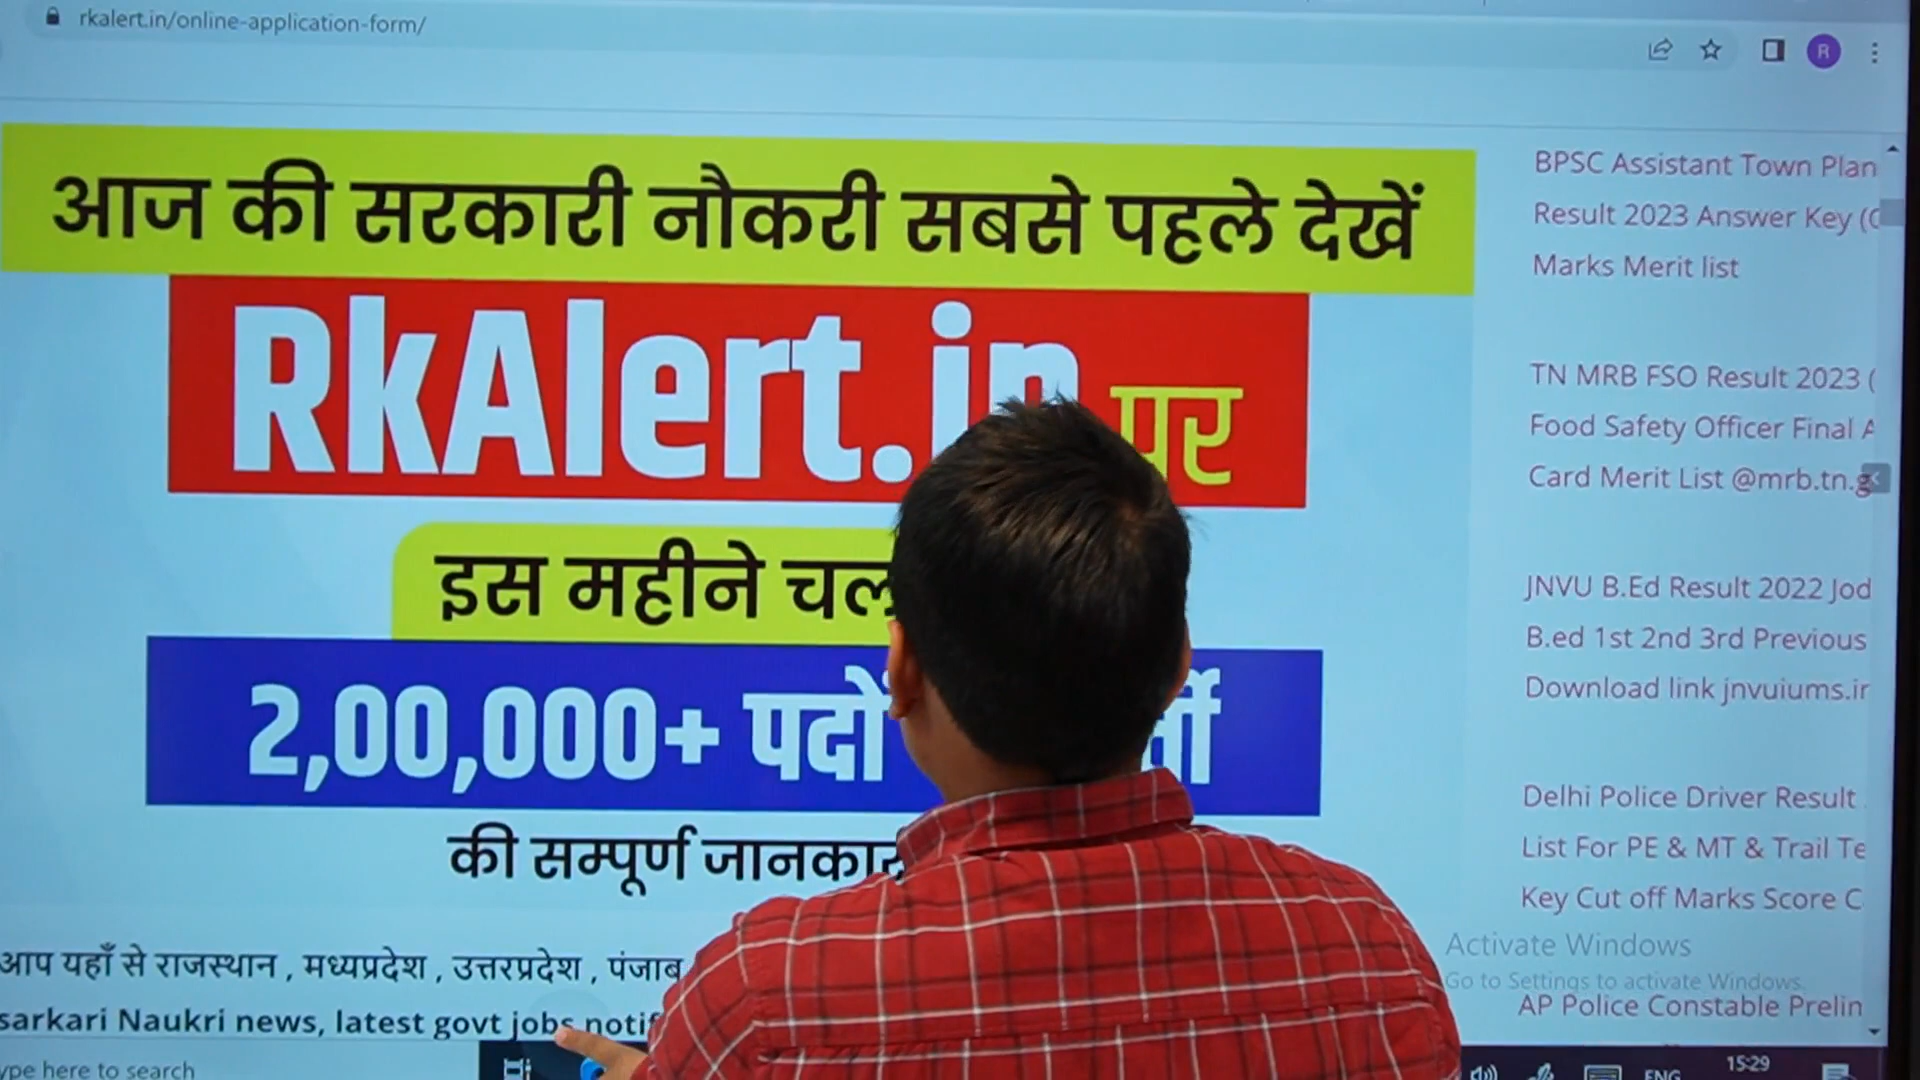 rkalert.in/online-application-form/
R
आज की सरकारी नौकरी सबसे पहले देखें
RkAlert.in पर
इस महीने
2,00,000+ पदों
की सम्पूर्ण
आप यहाँ से राजस्थान , मध्यप्रदेश , उत्तरप्रदेश , पंजाब
sarkari Naukri news, latest govt jobs
BPSC Assistant Town Plan
Result 2023 Answer Key
Marks Merit list
TN MRB FSO Result 2023 (
Food Safety Officer Final A
Card Merit List @mrb.tn.g
JNVU B.Ed Result 2022 Jod
B.ed 1st 2nd 3rd Previous
Download link
Delhi Police Driver Result
List For PE & MT & Trail Te
Key Cut off Marks Score C
Activate Windows
Go to Settings to activate Windows.
AP Police Constable Prelin
ype here to search
ENG
15:29